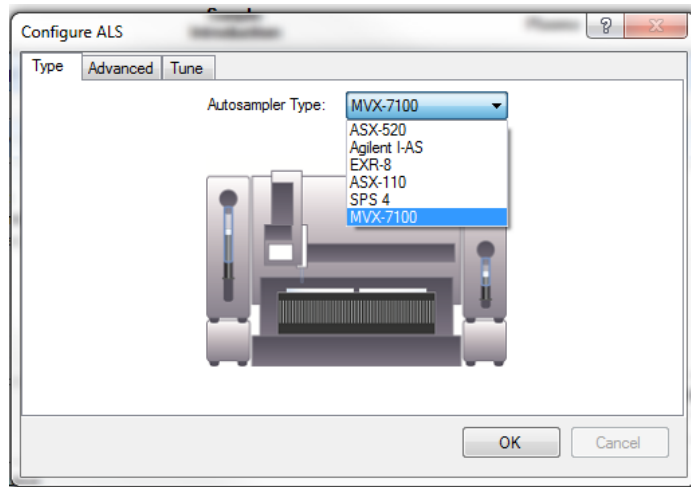 Configure ALS
Type Advanced Tune
Autosampler Type: MVX-7100
ASX-520
Agilent I-AS
EXR-8
ASX-110
SPS 4
MVX-7100
OK Cancel